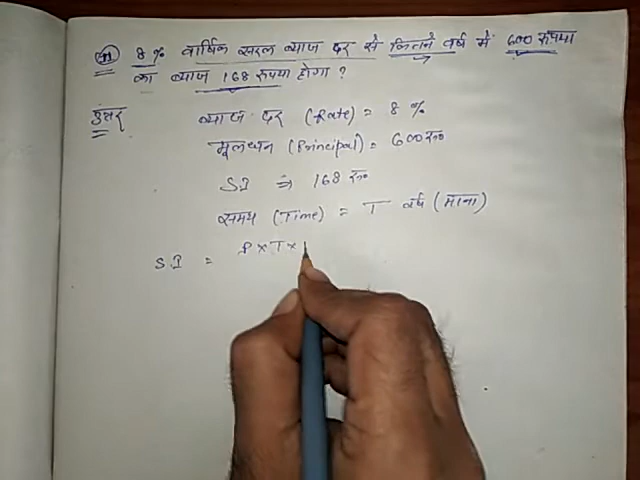 8% वार्षिक सरल ब्याज दर से कितने वर्ष में 600 रुपया
का ब्याज 168 रुपया होगा ?
उत्तर ब्याज दर (Rate) = 8 %
मूलधन (Principal) = 600 रु०
SI ⇒ 168 रु०
समय (Time) = T वर्ष (माना)
SI = P × T ×